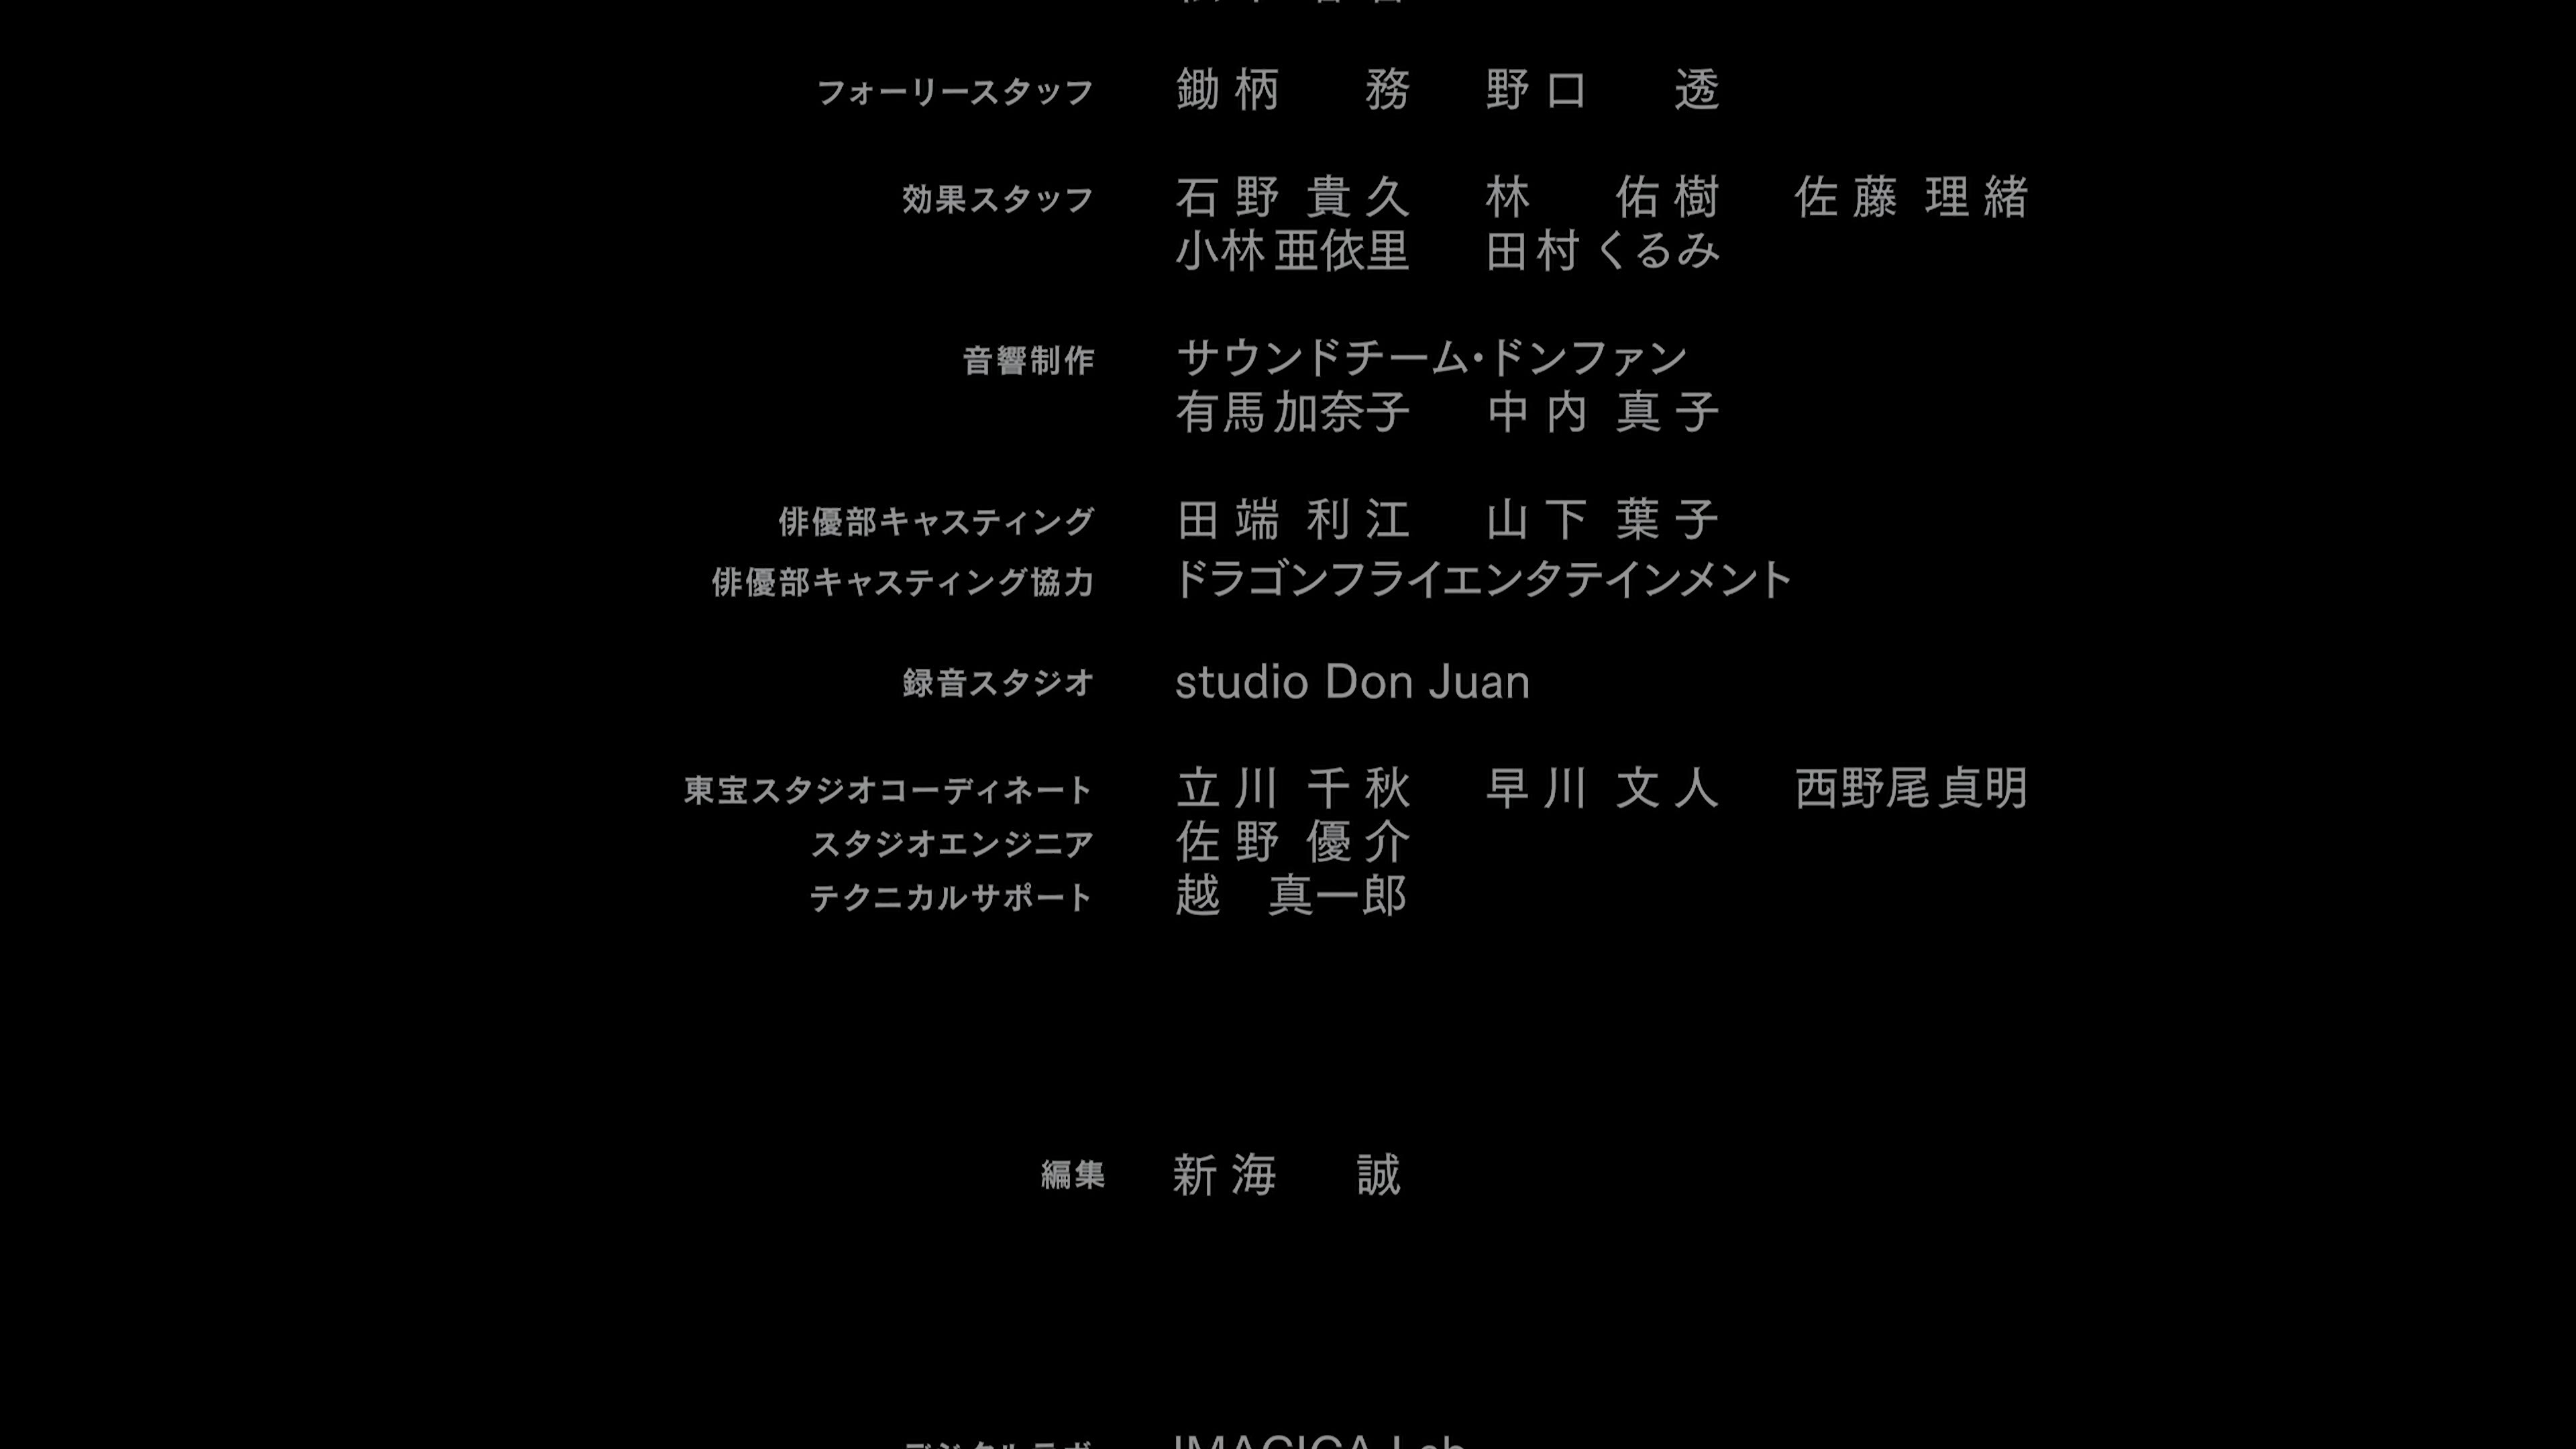 フォーリースタッフ 鋤柄 務 野口 透
効果スタッフ 石野 貴久 林 佑樹 佐藤 理緒
小林 亜依里 田村 くるみ
音響制作 サウンドチーム・ドンファン
有馬 加奈子 中内 真子
俳優部キャスティング 田端 利江 山下 葉子
俳優部キャスティング協力 ドラゴンフライエンタテインメント
録音スタジオ studio Don Juan
東宝スタジオコーディネート 立川 千秋 早川 文人 西野尾 貞明
スタジオエンジニア 佐野 優介
テクニカルサポート 越 真一郎
編集 新海 誠
デジタルラボ IMAGICA Lab.